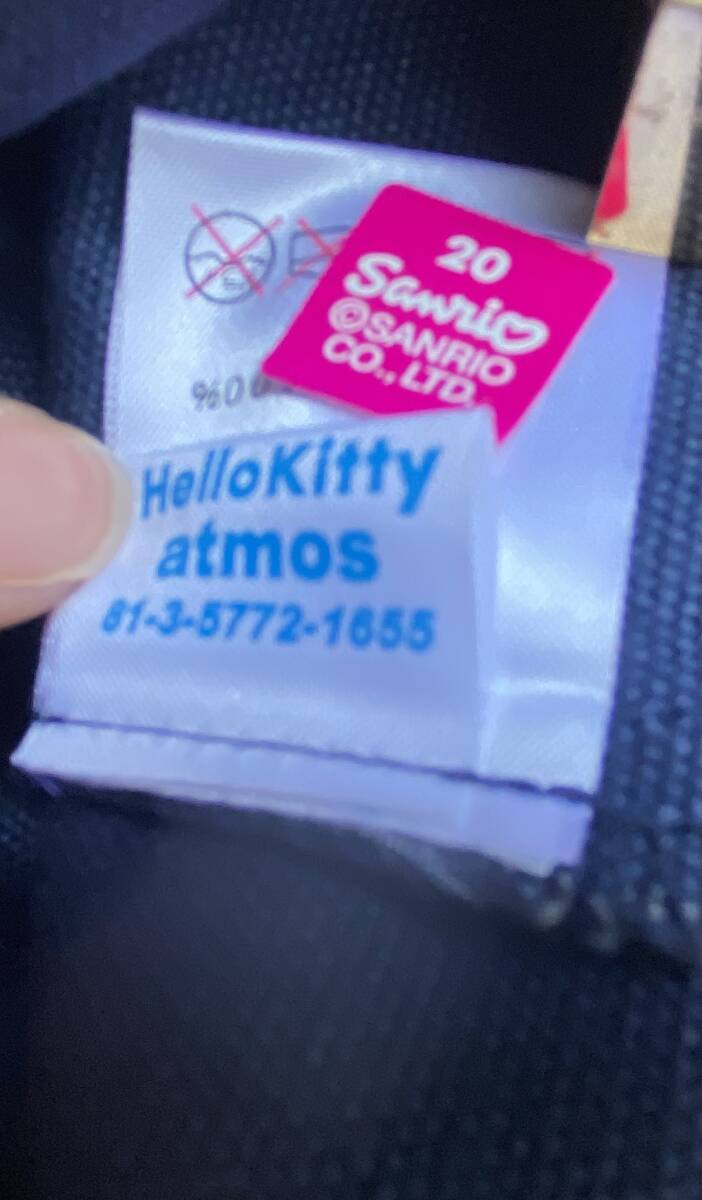 20
Sanrio
©SANRIO
CO., LTD.
HelloKitty
atmos
81-3-5772-1655